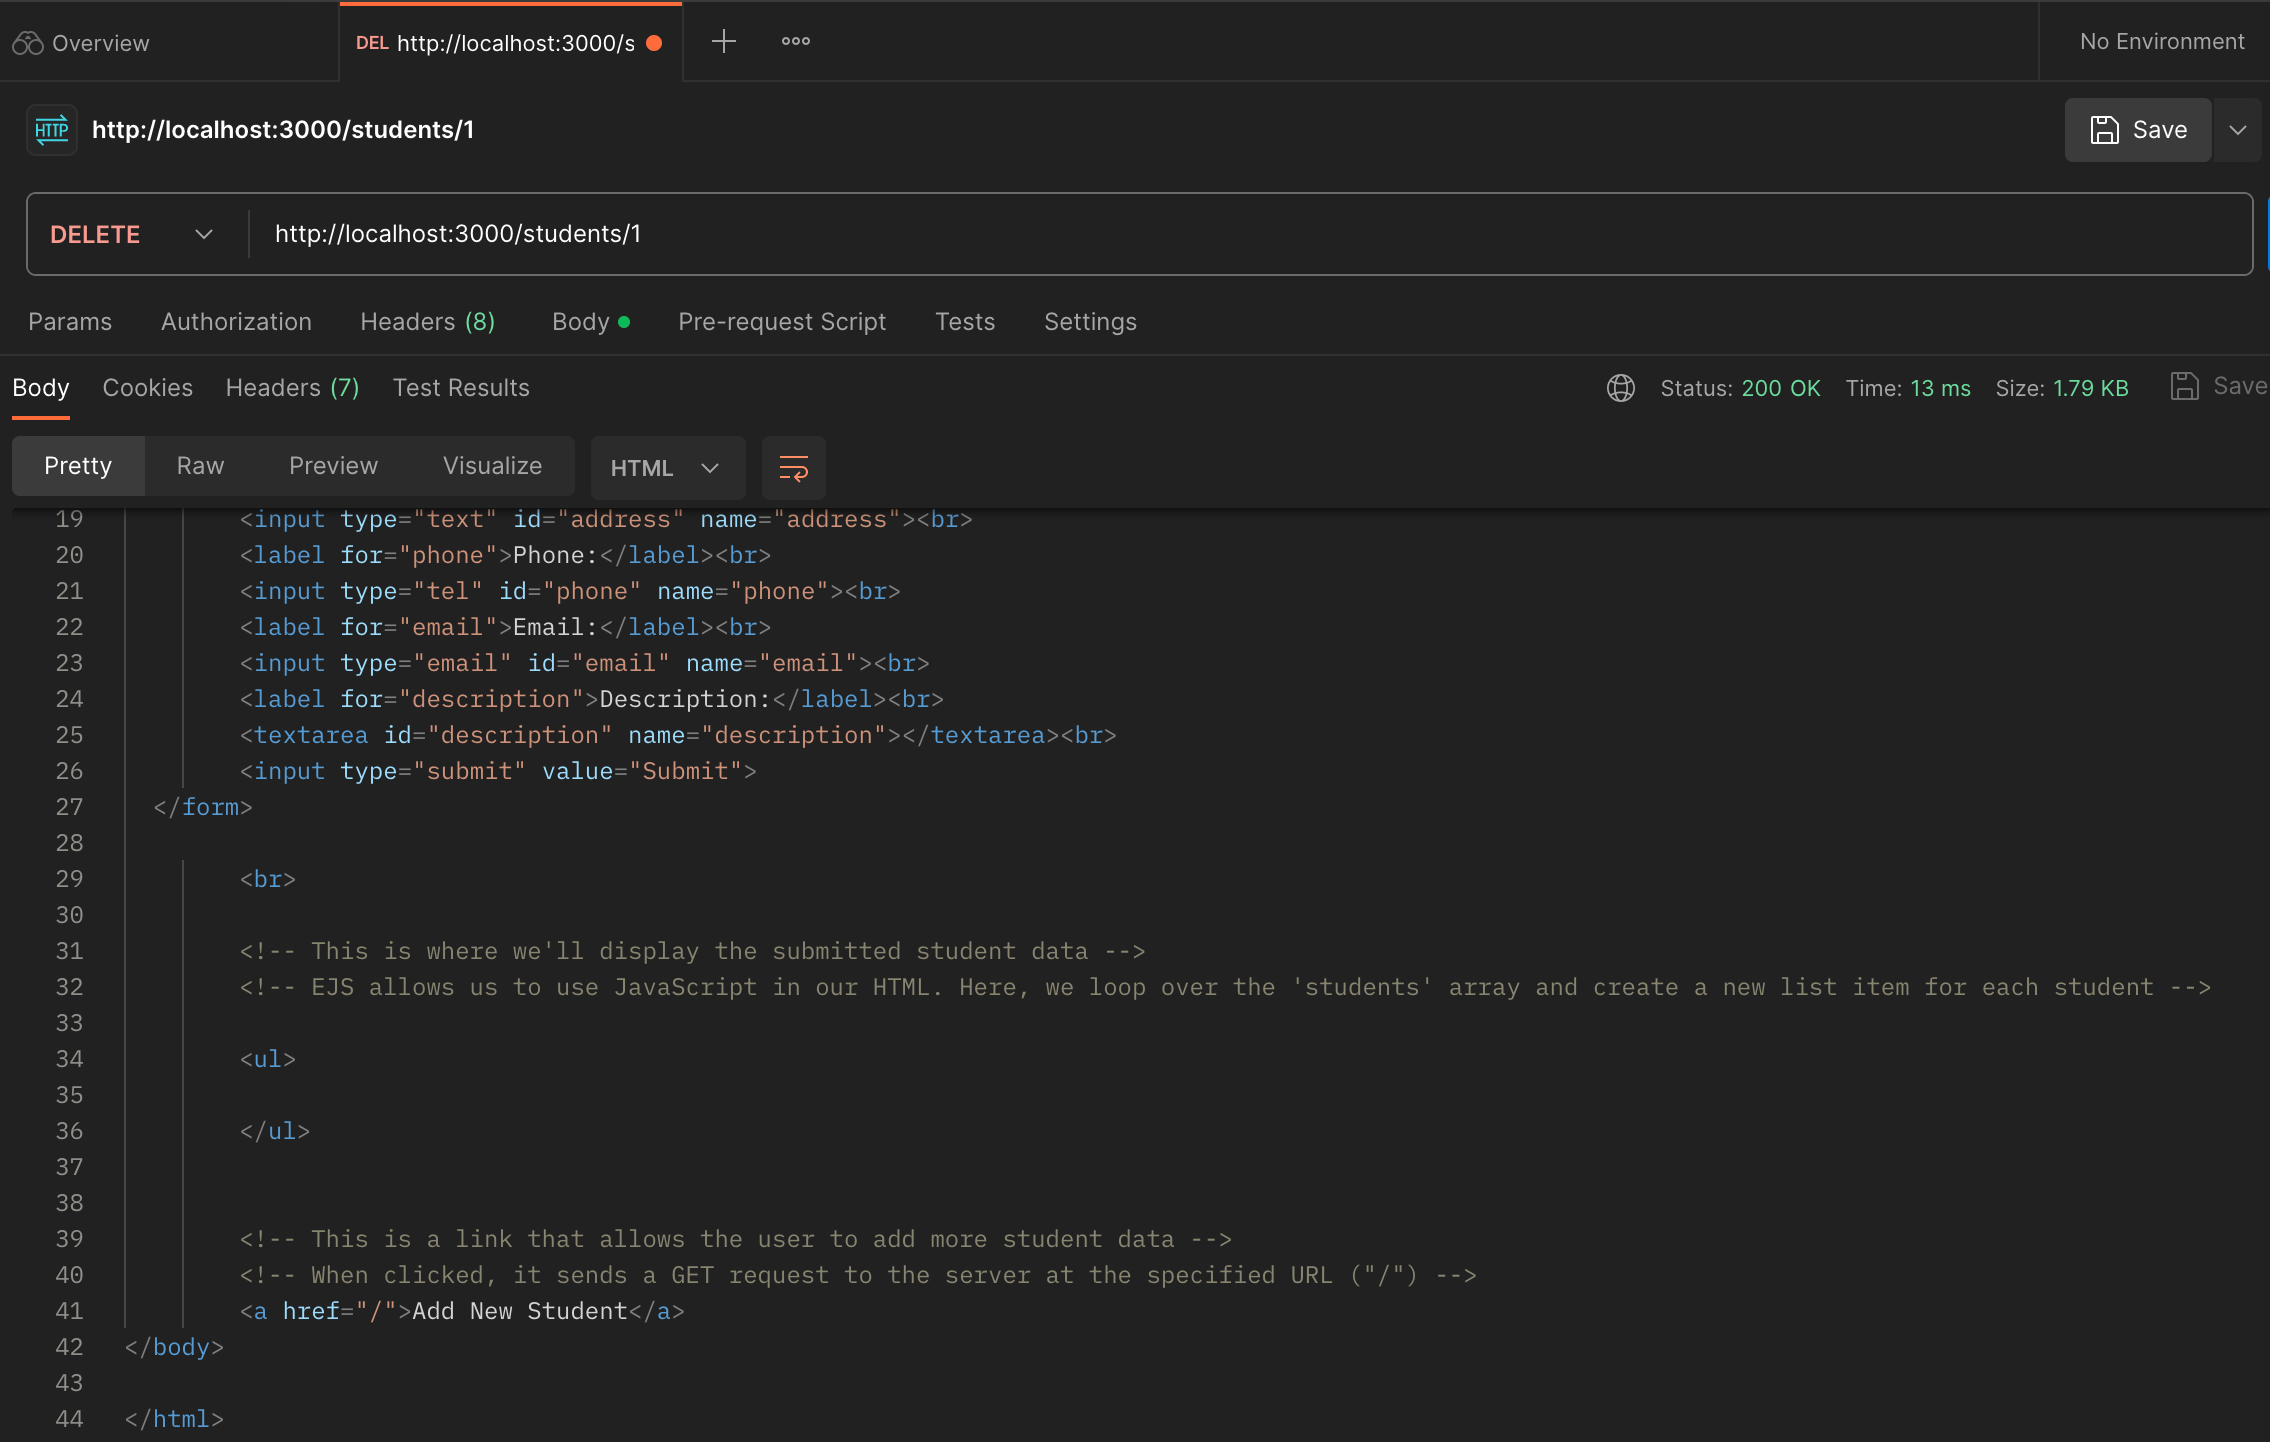 Overview
DEL http://localhost:3000/s
No Environment
HTTP http://localhost:3000/students/1
Save
DELETE http://localhost:3000/students/1
Params Authorization Headers (8) Body Pre-request Script Tests Settings
Body Cookies Headers (7) Test Results Status: 200 OK Time: 13 ms Size: 1.79 KB Save
Pretty Raw Preview Visualize HTML
19 <input type="text" id="address" name="address"><br>
20 <label for="phone">Phone:</label><br>
21 <input type="tel" id="phone" name="phone"><br>
22 <label for="email">Email:</label><br>
23 <input type="email" id="email" name="email"><br>
24 <label for="description">Description:</label><br>
25 <textarea id="description" name="description"></textarea><br>
26 <input type="submit" value="Submit">
27 </form>
28
29 <br>
30
31 <!-- This is where we'll display the submitted student data -->
32 <!-- EJS allows us to use JavaScript in our HTML. Here, we loop over the 'students' array and create a new list item for each student -->
33
34 <ul>
35
36 </ul>
37
38
39 <!-- This is a link that allows the user to add more student data -->
40 <!-- When clicked, it sends a GET request to the server at the specified URL ("/") -->
41 <a href="/">Add New Student</a>
42 </body>
43
44 </html>